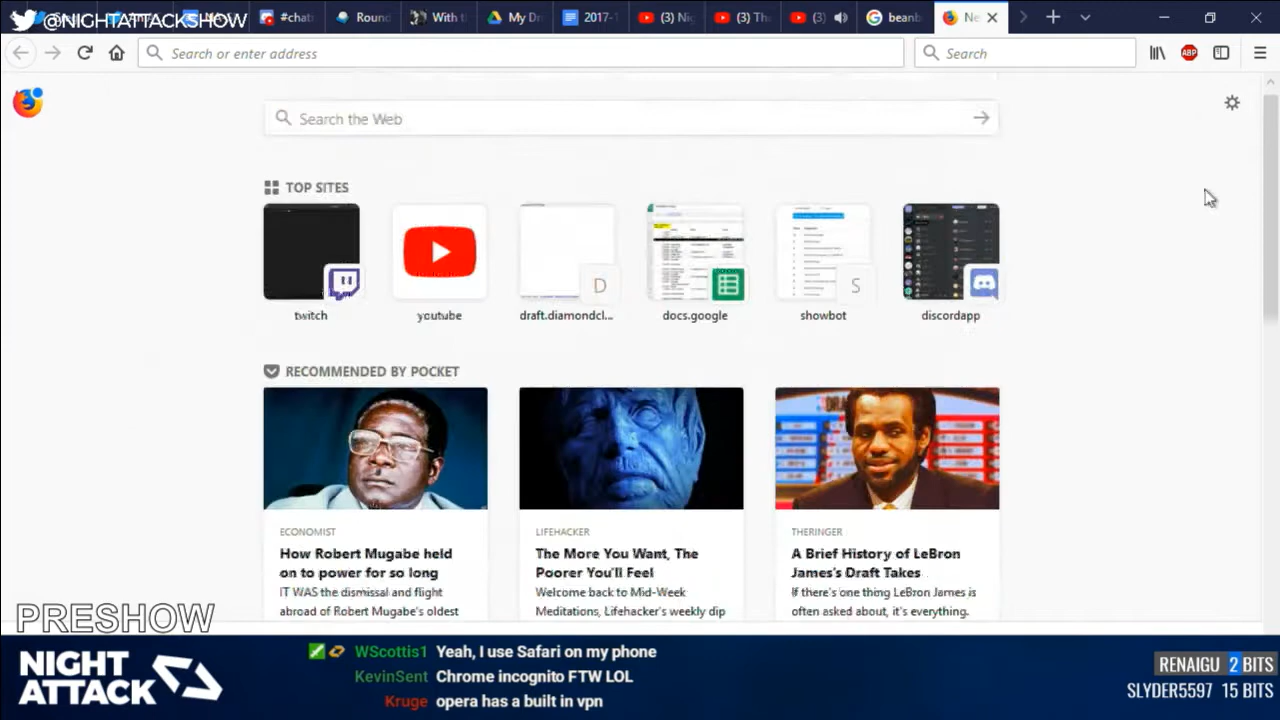 @NIGHTATTACKSHOW
#chat
Round
With t
My Dr
2017-
(3) Ni
(3) Th
(3)
beanb
Ne
Search or enter address
Search
ABP
Search the Web
TOP SITES
D
S
twitch
youtube
draft.diamondcl...
docs.google
showbot
discordapp
RECOMMENDED BY POCKET
ECONOMIST
LIFEHACKER
THERINGER
How Robert Mugabe held
on to power for so long
The More You Want, The
Poorer You'll Feel
A Brief History of LeBron
James's Draft Takes
IT WAS the dismissal and flight
abroad of Robert Mugabe's oldest
Welcome back to Mid-Week
Meditations, Lifehacker's weekly dip
If there's one thing LeBron James is
often asked about, it's everything.
PRESHOW
NIGHT
ATTACK
WScottis1 Yeah, I use Safari on my phone
KevinSent Chrome incognito FTW LOL
Kruge opera has a built in vpn
RENAIGU 2 BITS
SLYDER5597 15 BITS